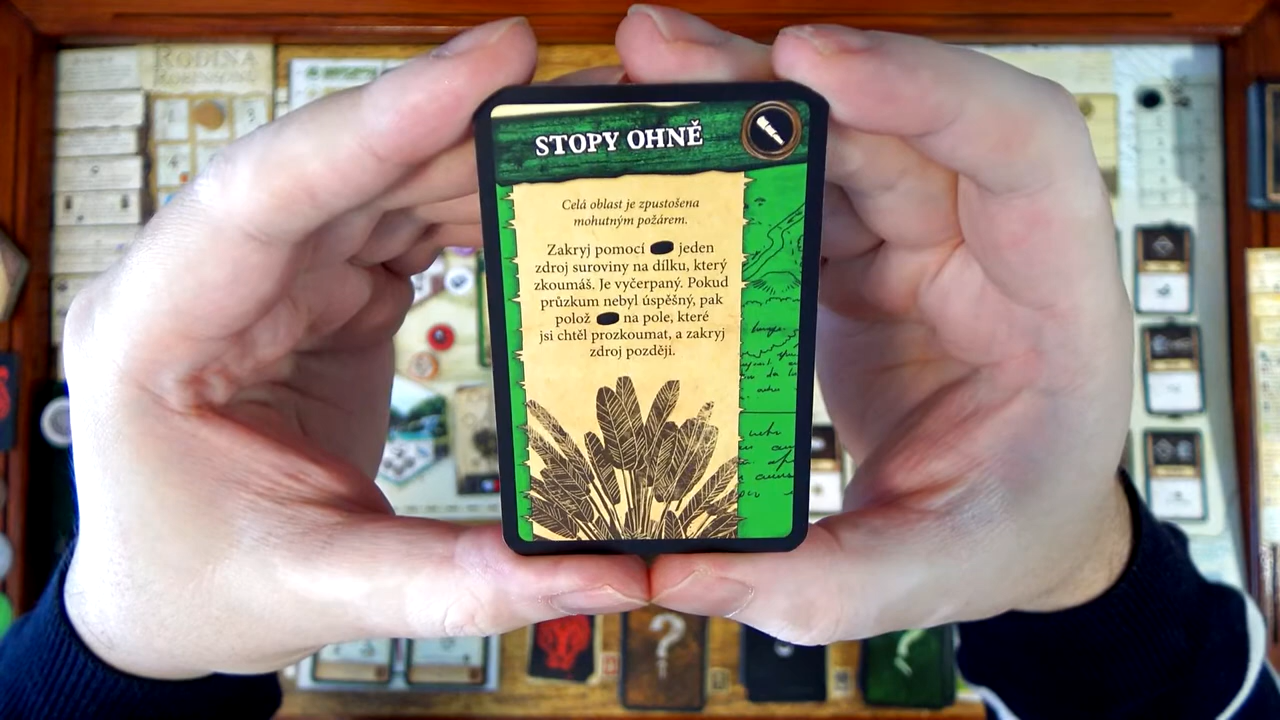 RODINA
ROBINSONŮ
STOPY OHNĚ
Celá oblast je zpustošena
mohutným požárem.
Zakryj pomocí jeden
zdroj suroviny na dílku, který
zkoumáš. Je vyčerpaný. Pokud
průzkum nebyl úspěšný, pak
polož na pole, které
jsi chtěl prozkoumat, a zakryj
zdroj později.
?